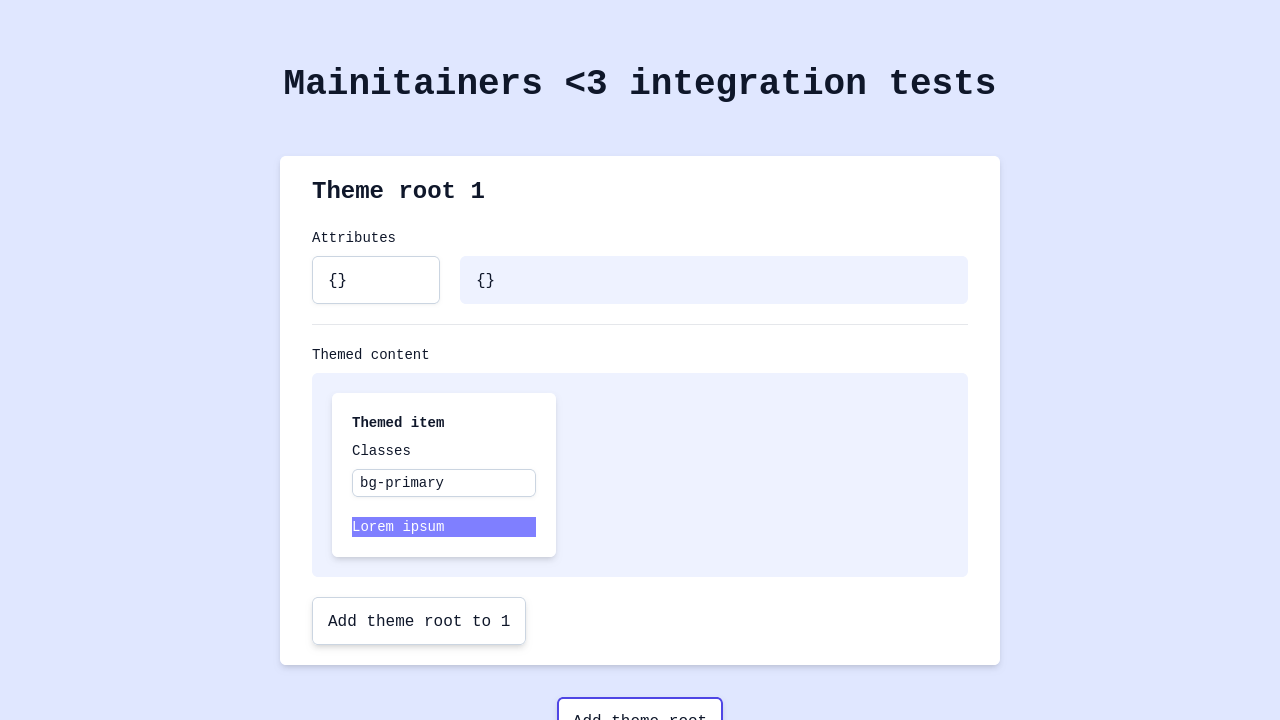 Mainitainers <3 integration tests
Theme root 1
Attributes
{}
{}
Themed content
Themed item
Classes
bg-primary
Lorem ipsum
Add theme root to 1
Add theme root